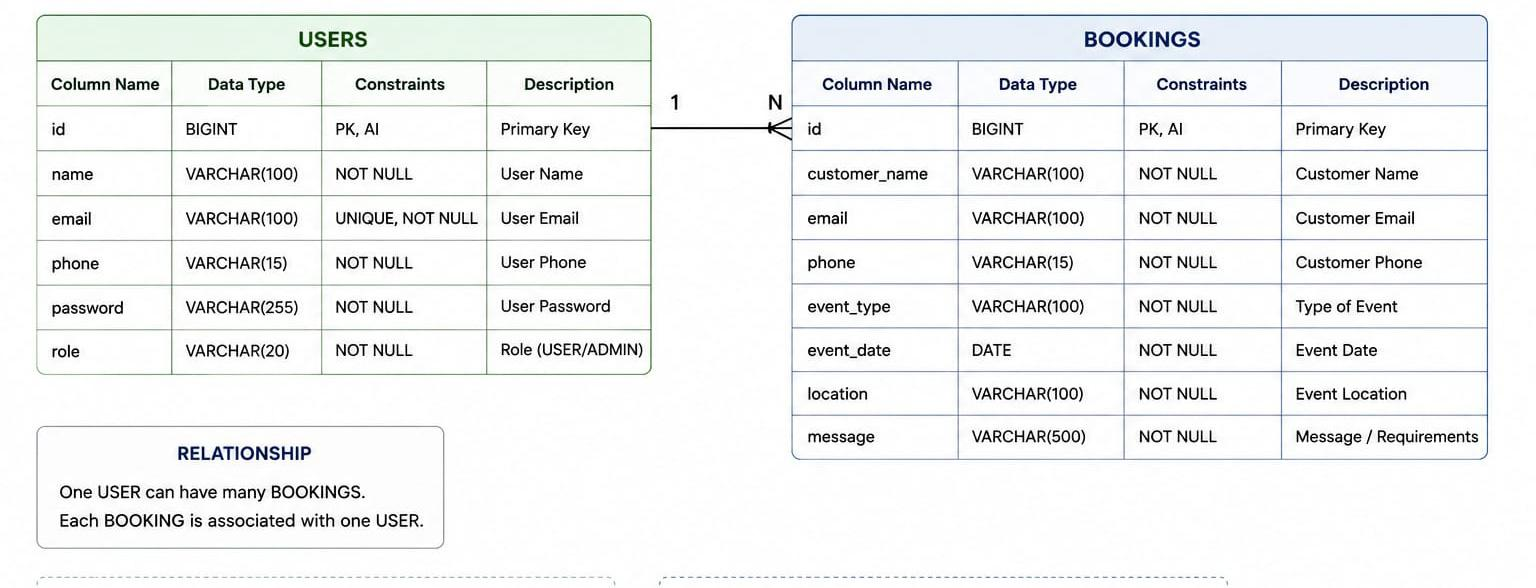 USERS
Column Name Data Type Constraints Description
id BIGINT PK, AI Primary Key
name VARCHAR(100) NOT NULL User Name
email VARCHAR(100) UNIQUE, NOT NULL User Email
phone VARCHAR(15) NOT NULL User Phone
password VARCHAR(255) NOT NULL User Password
role VARCHAR(20) NOT NULL Role (USER/ADMIN)
1 N
BOOKINGS
Column Name Data Type Constraints Description
id BIGINT PK, AI Primary Key
customer_name VARCHAR(100) NOT NULL Customer Name
email VARCHAR(100) NOT NULL Customer Email
phone VARCHAR(15) NOT NULL Customer Phone
event_type VARCHAR(100) NOT NULL Type of Event
event_date DATE NOT NULL Event Date
location VARCHAR(100) NOT NULL Event Location
message VARCHAR(500) NOT NULL Message / Requirements
RELATIONSHIP
One USER can have many BOOKINGS.
Each BOOKING is associated with one USER.